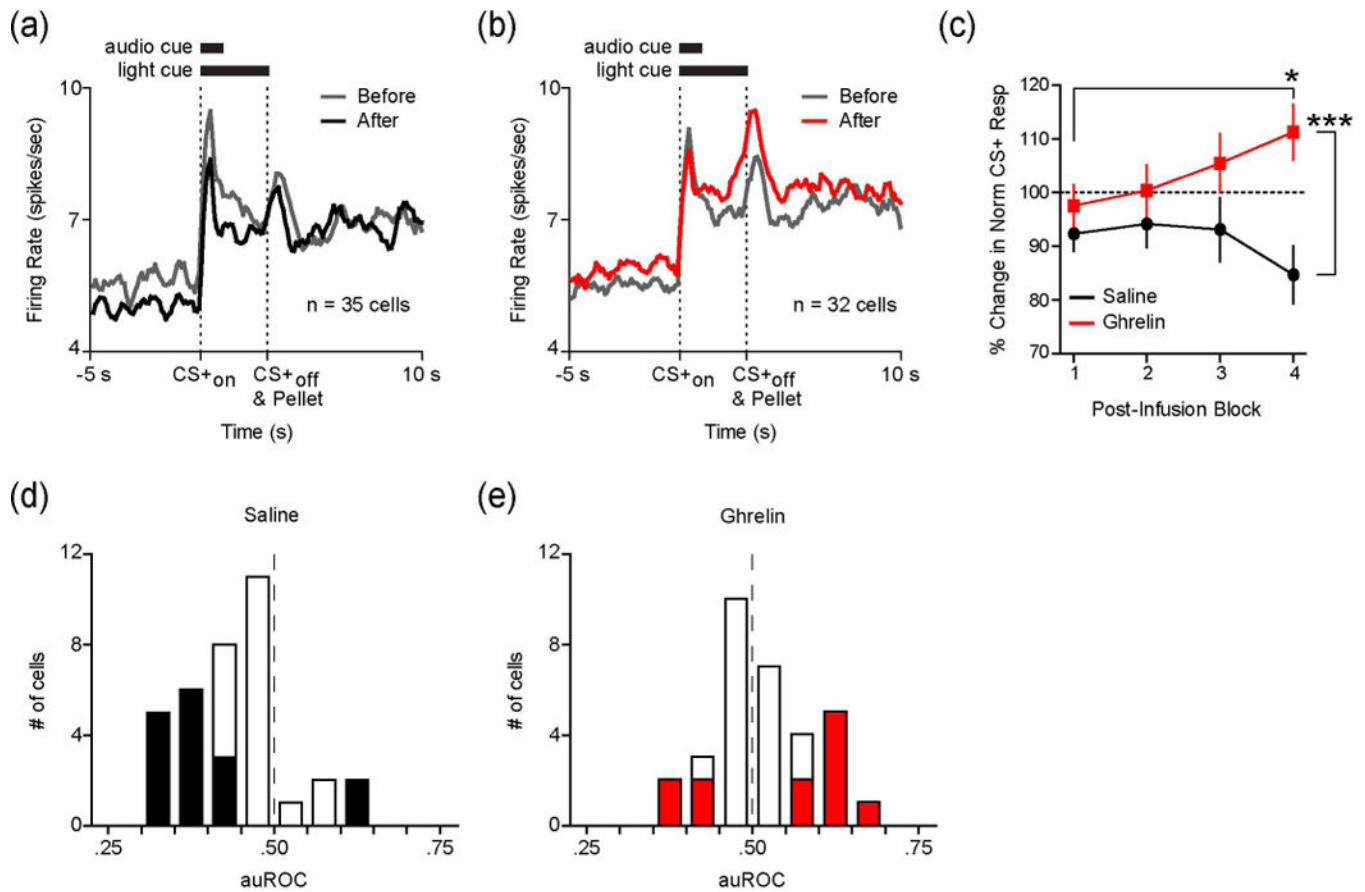 (a)
audio cue
light cue
10
Before
After
Firing Rate (spikes/sec)
7
n = 35 cells
4
-5 s
CS+on
CS+off
& Pellet
10 s
Time (s)
(b)
audio cue
light cue
10
Before
After
Firing Rate (spikes/sec)
7
n = 32 cells
4
-5 s
CS+on
CS+off
& Pellet
10 s
Time (s)
(c)
% Change in Norm CS+ Resp
120
*
110
***
100
90
80
Saline
Ghrelin
70
1 2 3 4
Post-Infusion Block
(d)
Saline
12
# of cells
8
4
0
.25 .50 .75
auROC
(e)
Ghrelin
12
# of cells
8
4
0
.25 .50 .75
auROC